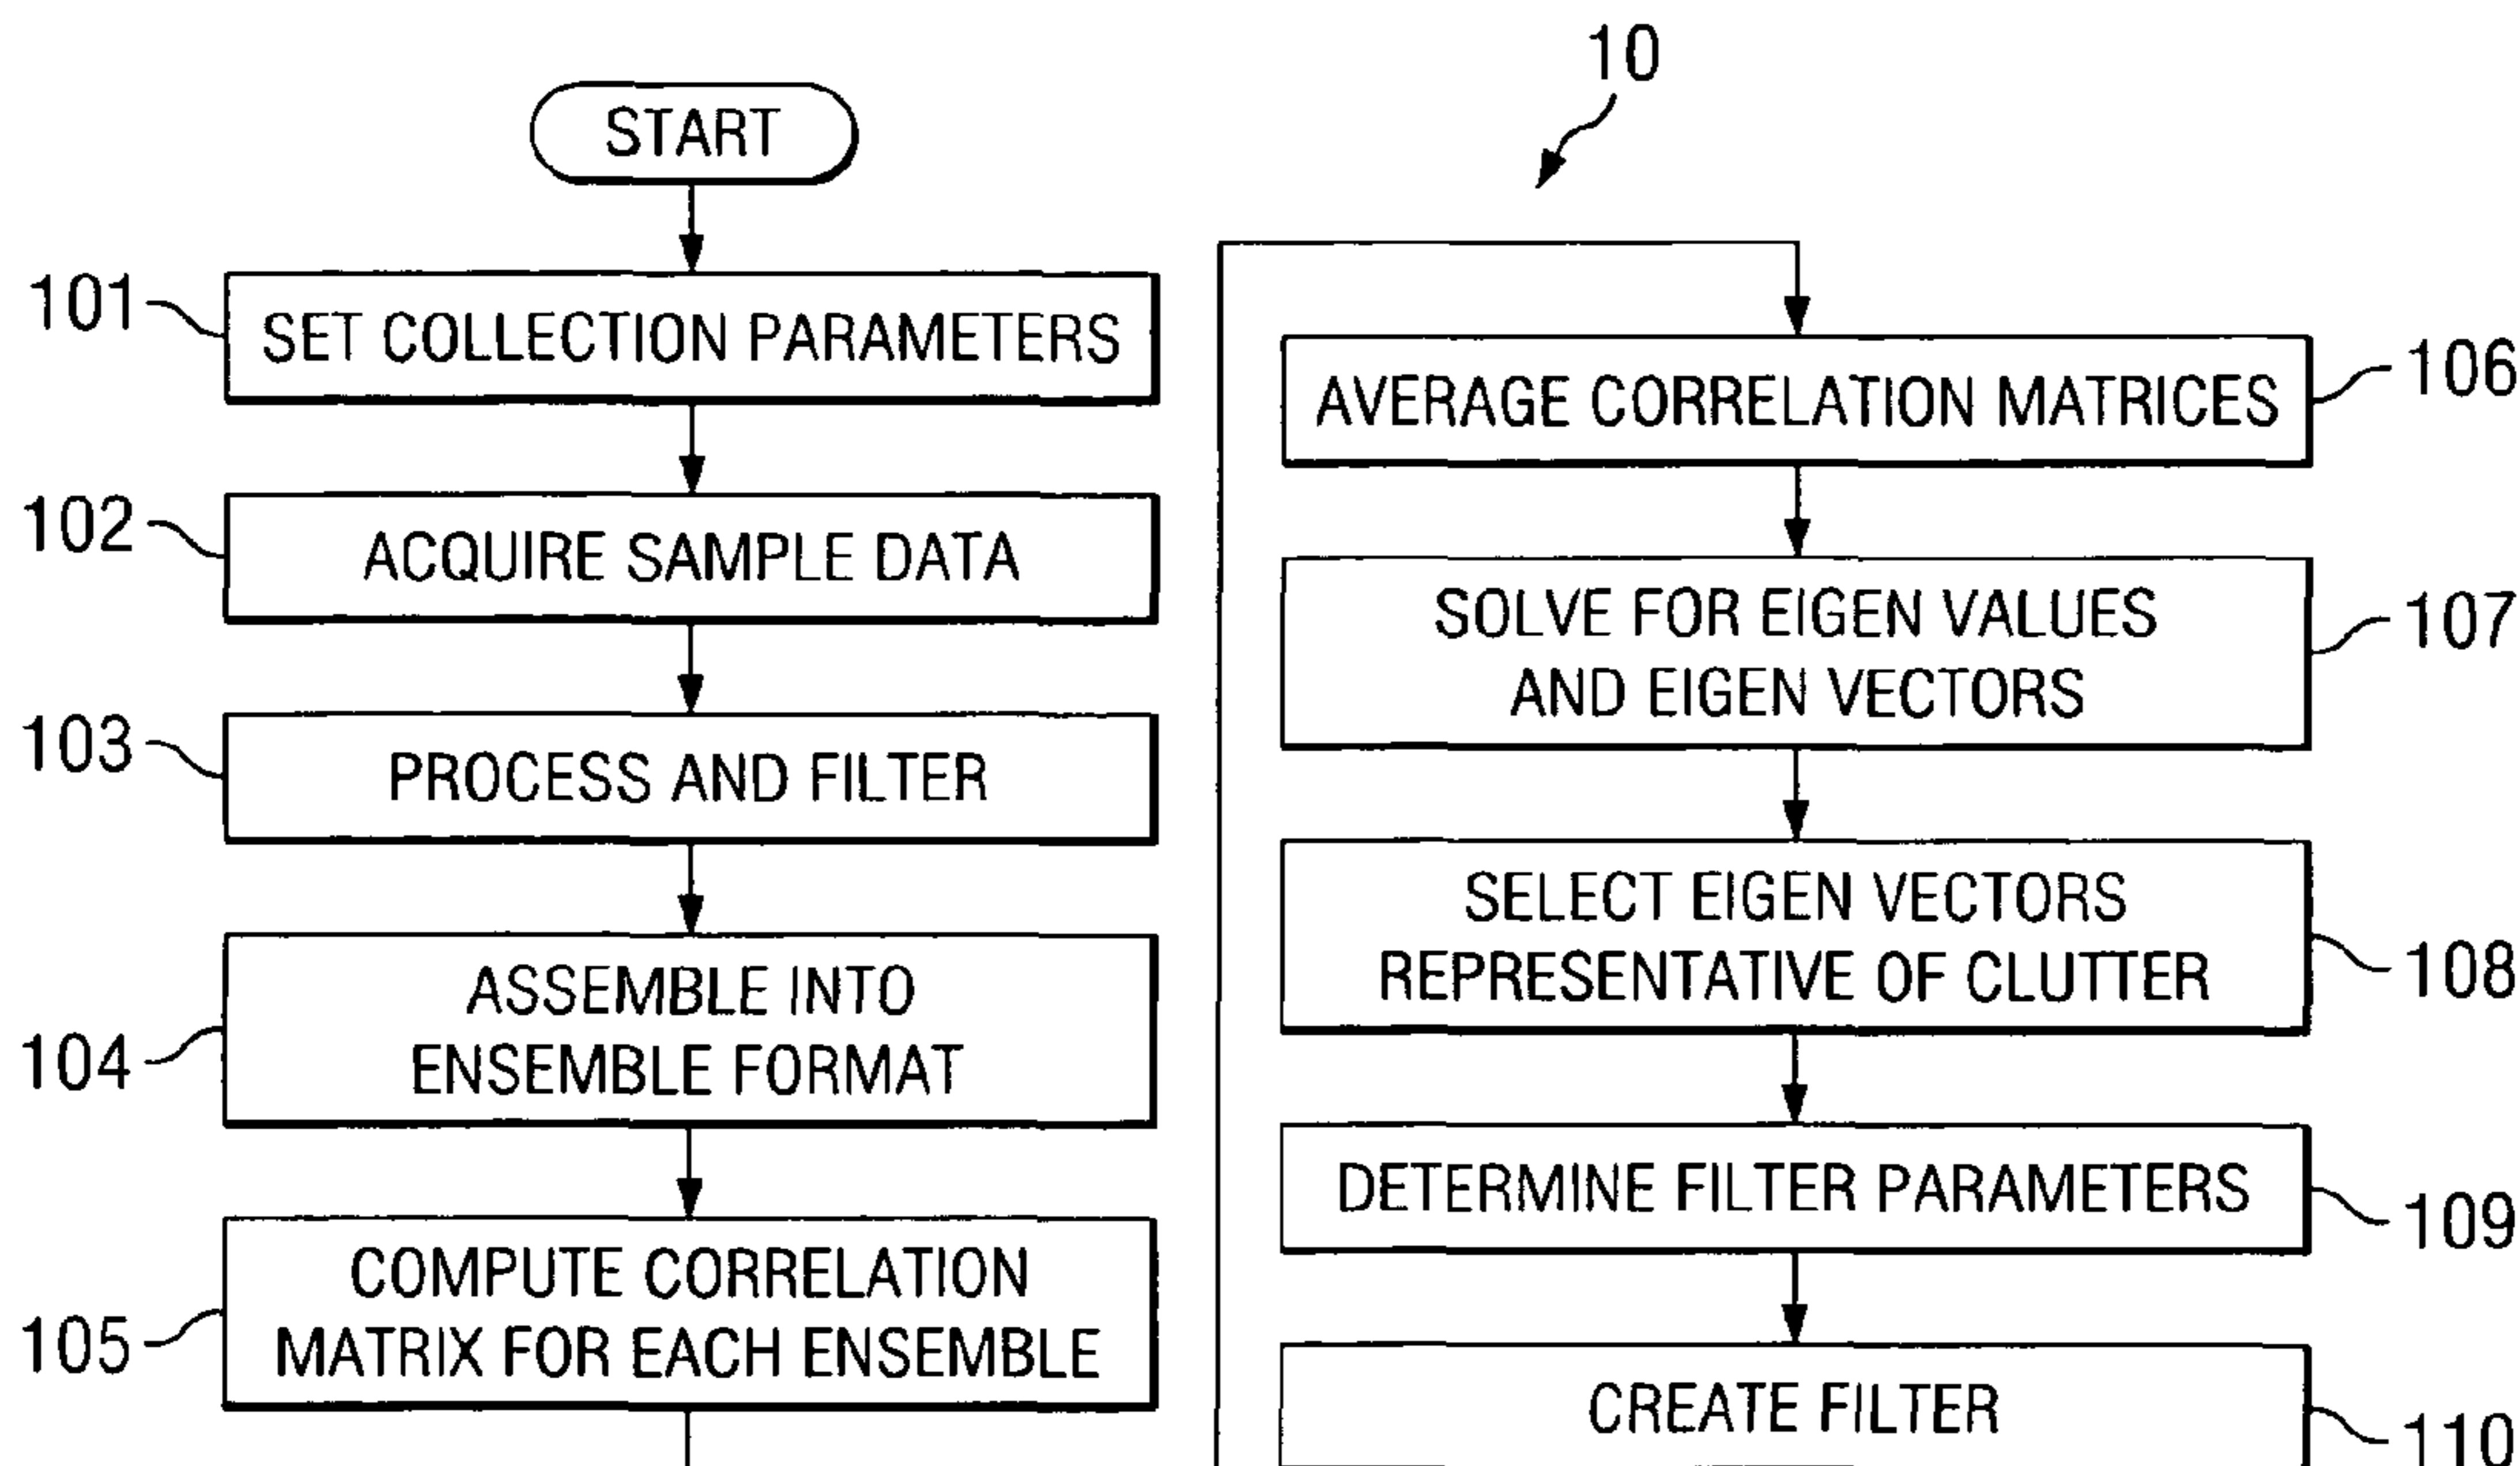 10
START
101
SET COLLECTION PARAMETERS
102
ACQUIRE SAMPLE DATA
103
PROCESS AND FILTER
104
ASSEMBLE INTO
ENSEMBLE FORMAT
105
COMPUTE CORRELATION
MATRIX FOR EACH ENSEMBLE
AVERAGE CORRELATION MATRICES
106
SOLVE FOR EIGEN VALUES
AND EIGEN VECTORS
107
SELECT EIGEN VECTORS
REPRESENTATIVE OF CLUTTER
108
DETERMINE FILTER PARAMETERS
109
CREATE FILTER
110